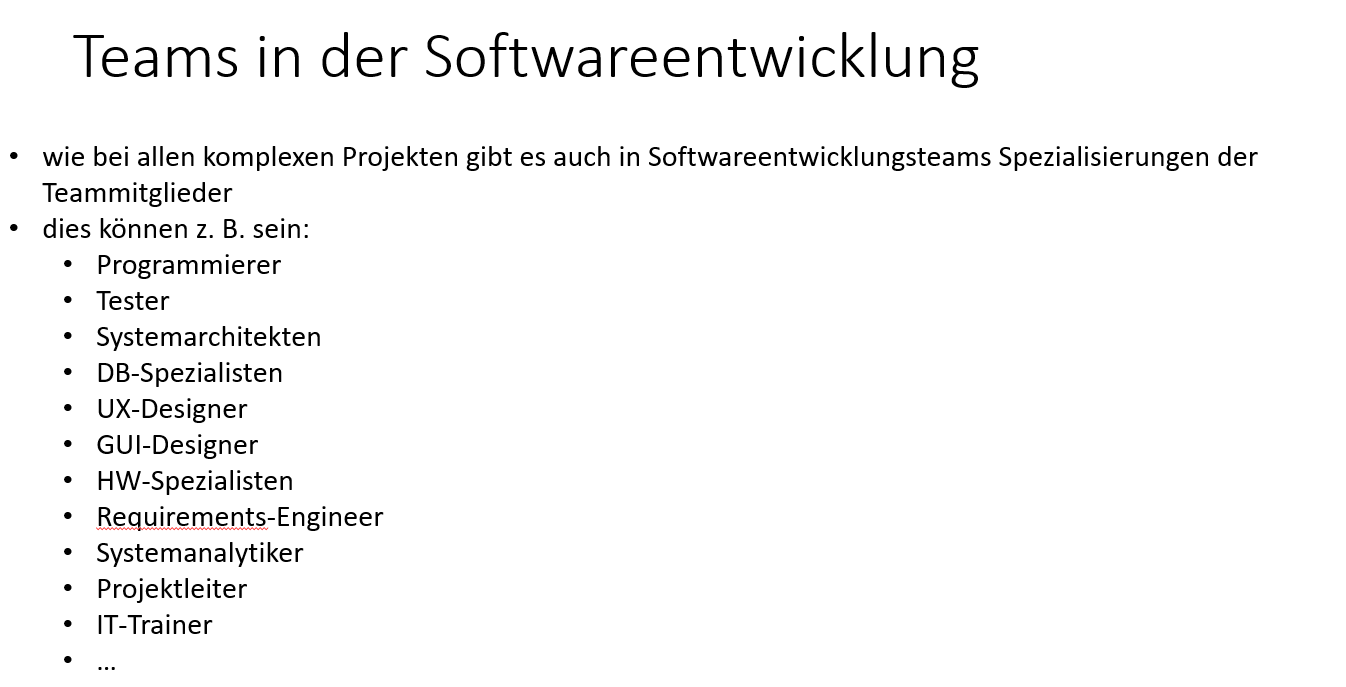 Teams in der Softwareentwicklung
• wie bei allen komplexen Projekten gibt es auch in Softwareentwicklungsteams Spezialisierungen der
Teammitglieder
• dies können z. B. sein:
• Programmierer
• Tester
• Systemarchitekten
• DB-Spezialisten
• UX-Designer
• GUI-Designer
• HW-Spezialisten
• Requirements-Engineer
• Systemanalytiker
• Projektleiter
• IT-Trainer
• ...